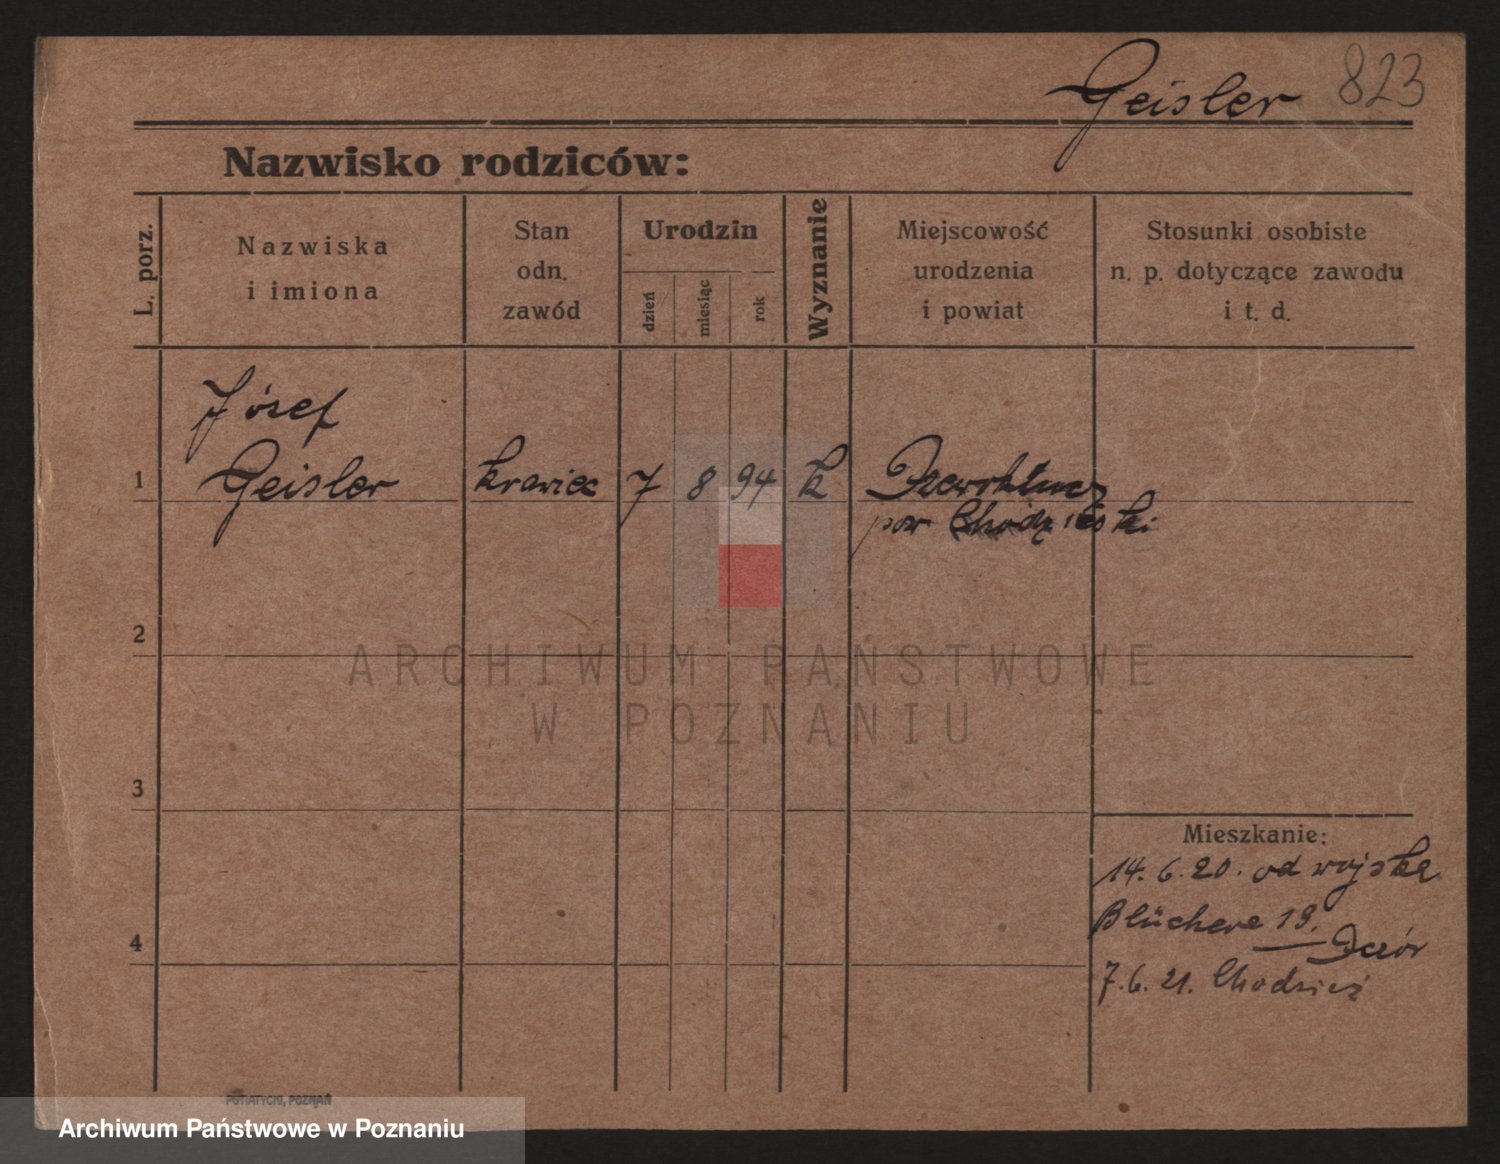 Geisler 823
Nazwisko rodziców:
L. porz.
Nazwiska
i imiona
Stan
odn.
zawód
Urodzin
dzień
miesiąc
rok
Wyznanie
Miejscowość
urodzenia
i powiat
Stosunki osobiste
n. p. dotyczące zawodu
i t. d.
Józef
1 Geisler krawiec 7 8 94 k
pow Chodzieski
2
ARCHIWUM PAŃSTWOWE
W POZNANIU
3
Mieszkanie:
14.6.20. od wojska
Blüchera 19.
4
7.6.21. Chodzież
PUTIATYCKI, POZNAŃ
Archiwum Państwowe w Poznaniu